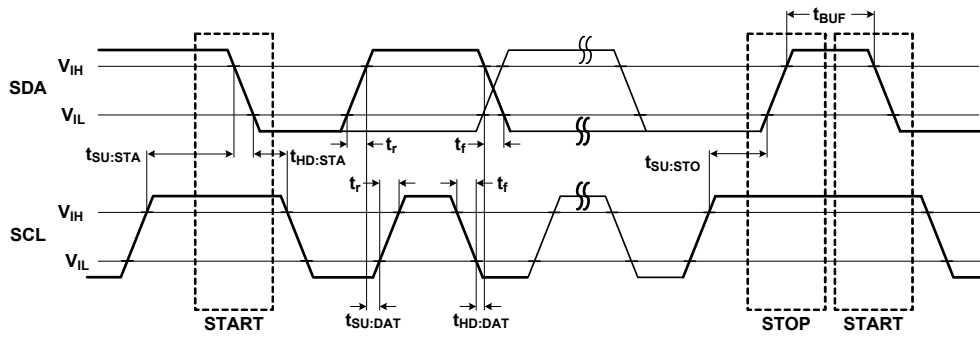 tBUF
VIH
SDA
VIL
tSU:STA
tHD:STA
tr
tf
tSU:STO
tr
tf
VIH
SCL
VIL
tSU:DAT
tHD:DAT
START
STOP
START